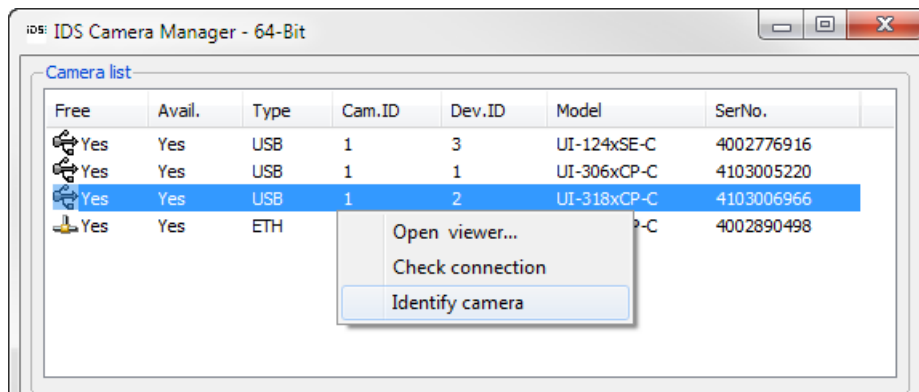 iDS: IDS Camera Manager - 64-Bit
Camera list
Free Avail. Type Cam.ID Dev.ID Model SerNo.
Yes Yes USB 1 3 UI-124xSE-C 4002776916
Yes Yes USB 1 1 UI-306xCP-C 4103005220
Yes Yes USB 1 2 UI-318xCP-C 4103006966
Yes Yes ETH P-C 4002890498
Open viewer...
Check connection
Identify camera